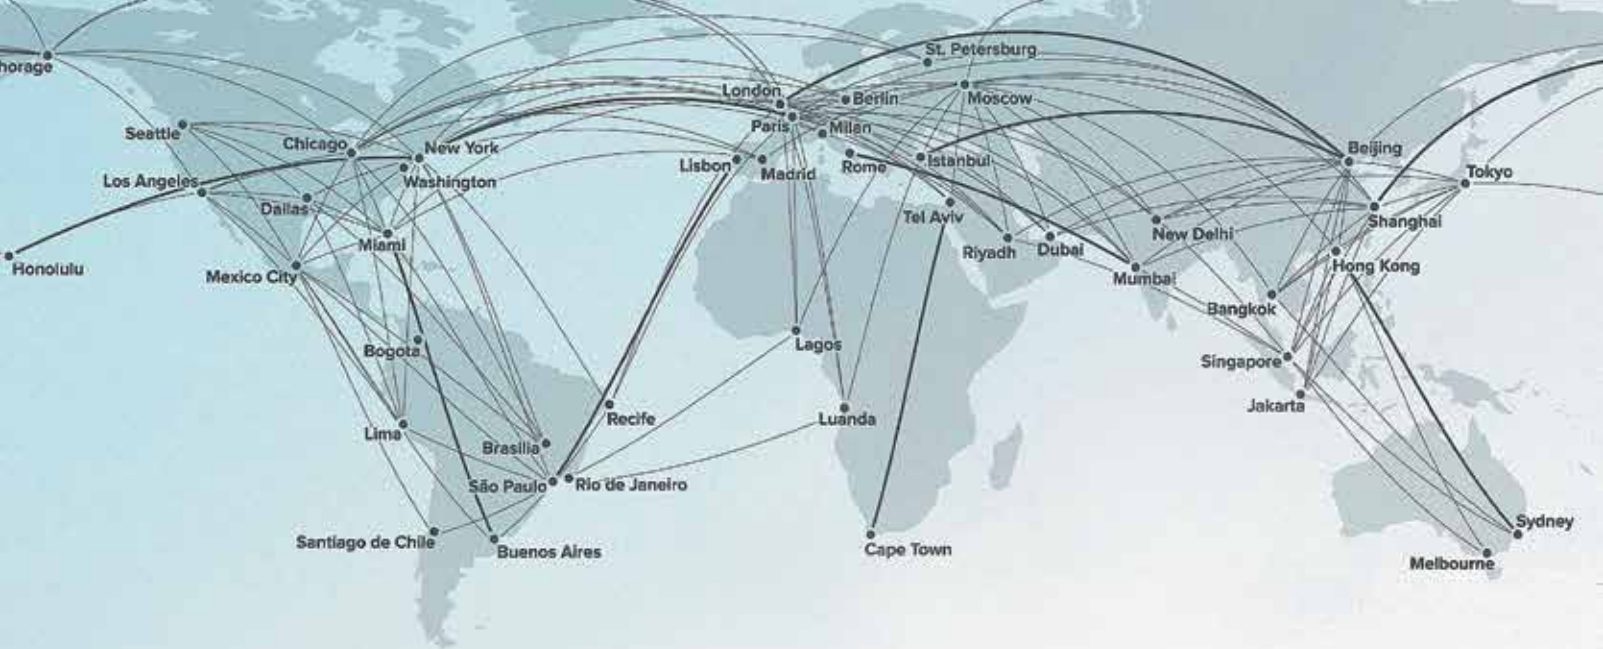 St. Petersburg
horage
London
Berlin
Moscow
Paris
Milan
Seattle
Chicago
New York
Beijing
Lisbon
Madrid
Rome
Istanbul
Tokyo
Los Angeles
Washington
Dallas
Tel Aviv
Shanghai
Miami
New Delhi
Riyadh
Dubai
Honolulu
Mexico City
Mumbai
Hong Kong
Bangkok
Bogota
Lagos
Singapore
Jakarta
Recife
Luanda
Lima
Brasilia
São Paulo
Rio de Janeiro
Santiago de Chile
Buenos Aires
Cape Town
Sydney
Melbourne